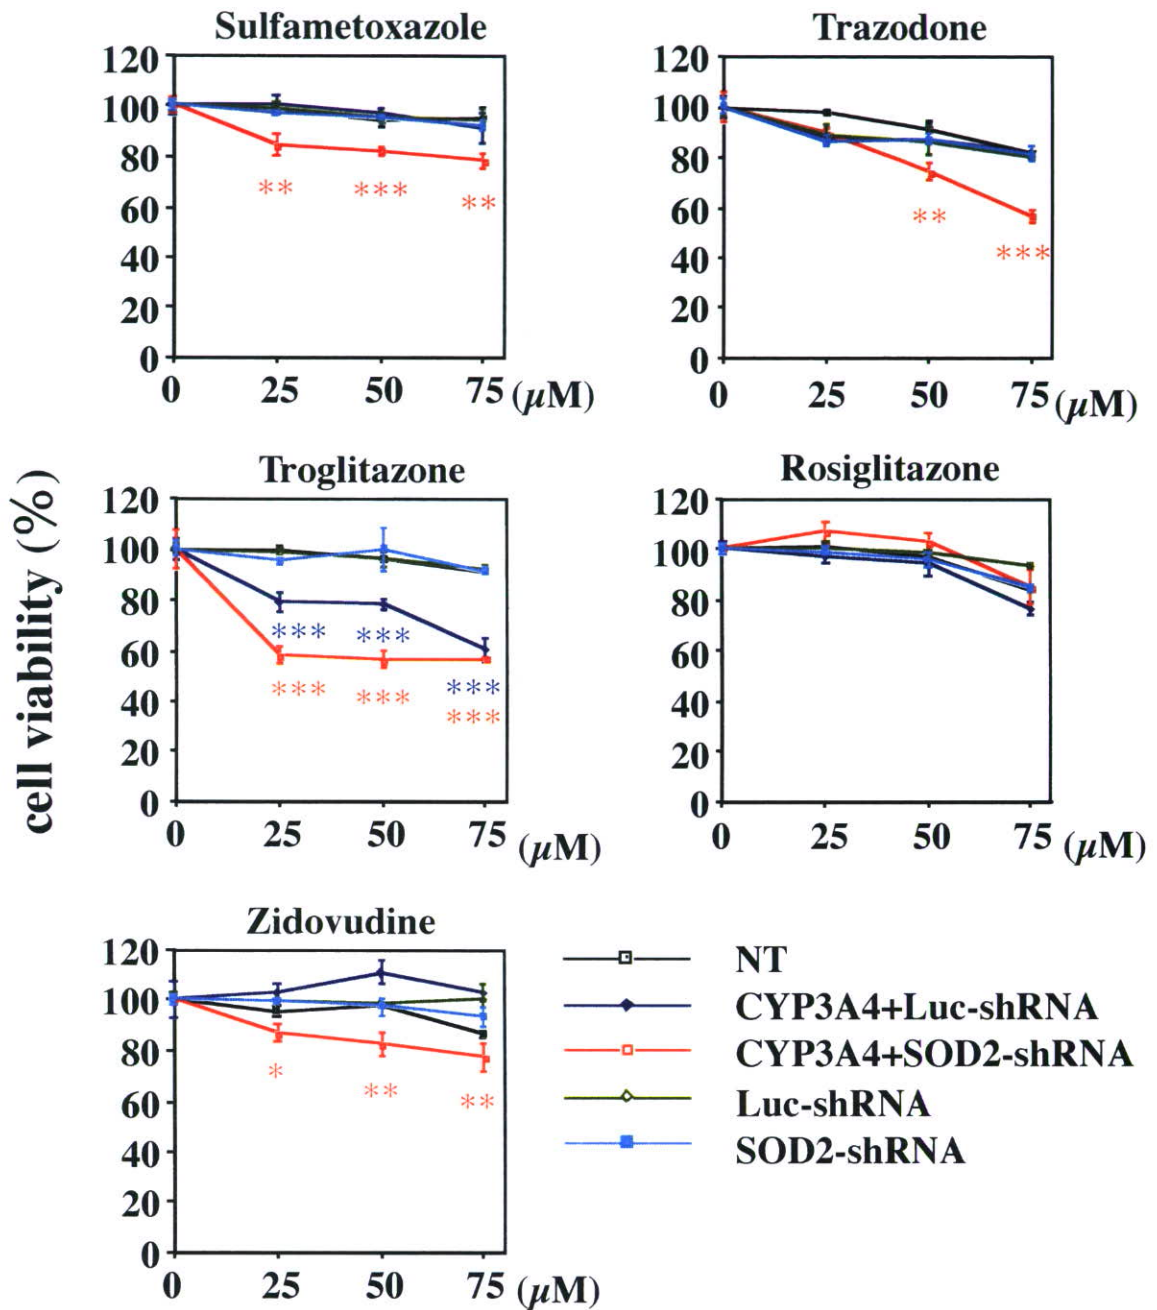 Sulfametoxazole
120
100
80
60
40
20
0
** *** **
0 25 50 75 (μM)
Trazodone
120
100
80
60
40
20
0
**
***
0 25 50 75 (μM)
cell viability (%)
Troglitazone
120
100
80
60
40
20
0
*** ***
*** ***
***
***
0 25 50 75 (μM)
Rosiglitazone
120
100
80
60
40
20
0
0 25 50 75 (μM)
Zidovudine
120
100
80
60
40
20
0
* ** **
0 25 50 75 (μM)
NT
CYP3A4+Luc-shRNA
CYP3A4+SOD2-shRNA
Luc-shRNA
SOD2-shRNA